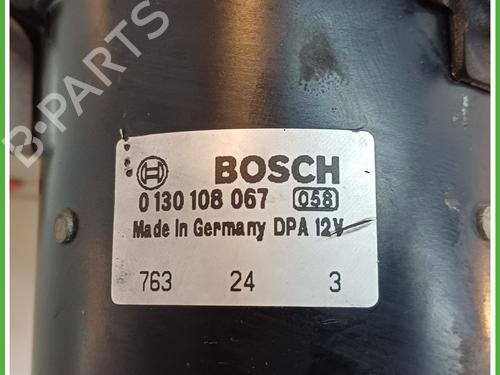 B-PARTS
BOSCH
0 130 108 067 058
Made in Germany DPA 12V
763 24 3